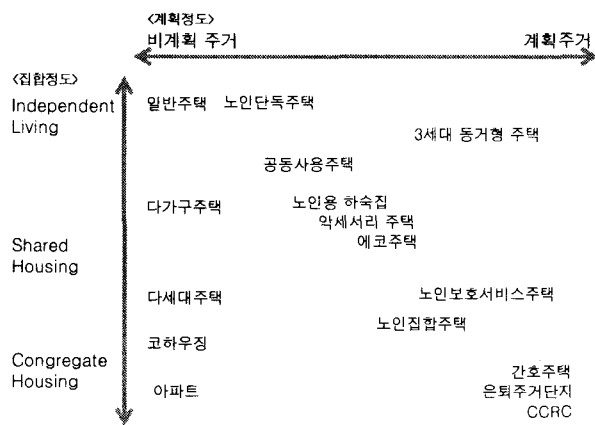 <계획정도>
비계획 주거 계획주거
<집합정도>
Independent Living
일반주택 노인단독주택
3세대 동거형 주택
공동사용주택
다가구주택 노인용 하숙집
악세서리 주택
에코주택
Shared Housing
다세대주택 노인보호서비스주택
노인집합주택
코하우징
Congregate Housing
간호주택
아파트 은퇴주거단지
CCRC